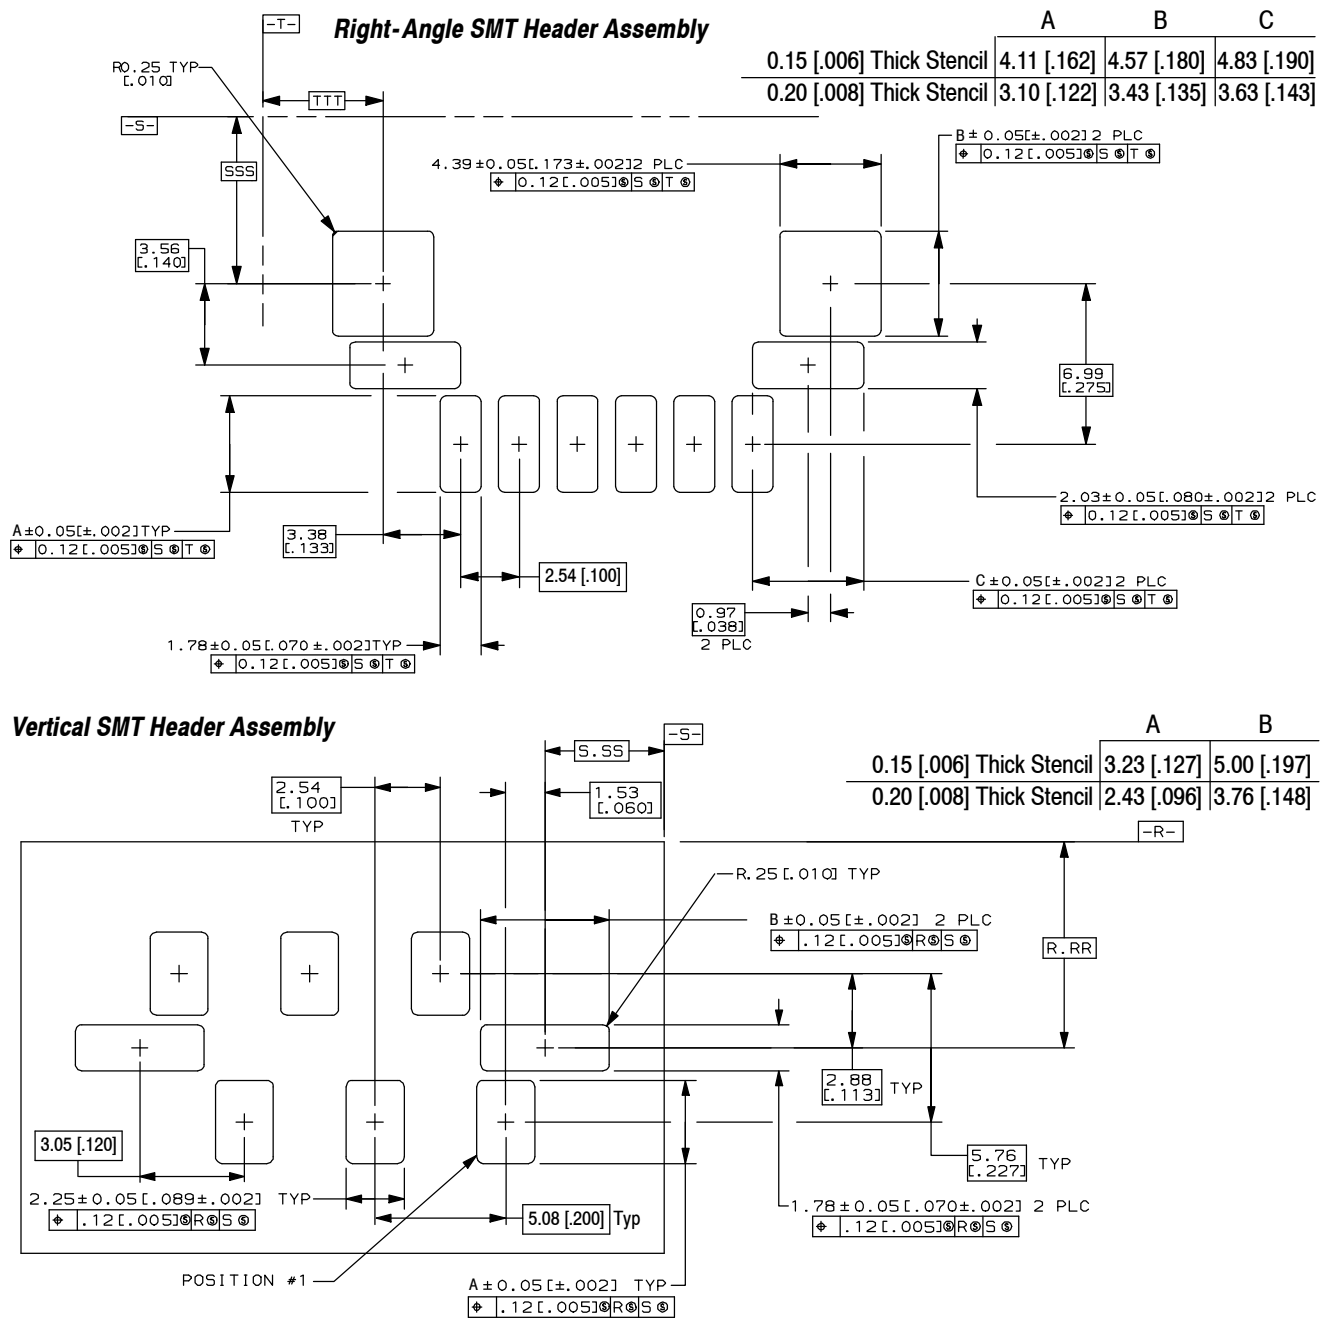 -T-
Right-Angle SMT Header Assembly
A B C
0.15 [.006] Thick Stencil 4.11 [.162] 4.57 [.180] 4.83 [.190]
0.20 [.008] Thick Stencil 3.10 [.122] 3.43 [.135] 3.63 [.143]
R0.25 TYP
[.010]
TTT
-S-
SSS
4.39±0.05[.173±.002]2 PLC
⌖ 0.12[.005]Ⓢ S Ⓢ T Ⓢ
B±0.05[±.002]2 PLC
⌖ 0.12[.005]Ⓢ S Ⓢ T Ⓢ
3.56
[.140]
6.99
[.275]
2.03±0.05[.080±.002]2 PLC
⌖ 0.12[.005]Ⓢ S Ⓢ T Ⓢ
A±0.05[±.002]TYP
⌖ 0.12[.005]Ⓢ S Ⓢ T Ⓢ
3.38
[.133]
2.54 [.100]
C±0.05[±.002]2 PLC
⌖ 0.12[.005]Ⓢ S Ⓢ T Ⓢ
0.97
[.038]
2 PLC
1.78±0.05[.070±.002]TYP
⌖ 0.12[.005]Ⓢ S Ⓢ T Ⓢ
Vertical SMT Header Assembly
-S-
S.SS
A B
0.15 [.006] Thick Stencil 3.23 [.127] 5.00 [.197]
0.20 [.008] Thick Stencil 2.43 [.096] 3.76 [.148]
2.54
[.100]
TYP
1.53
[.060]
-R-
R.25[.010] TYP
B±0.05[±.002] 2 PLC
⌖ .12[.005]Ⓢ R Ⓢ S Ⓢ
R.RR
2.88
[.113] TYP
3.05 [.120]
5.76
[.227] TYP
2.25±0.05[.089±.002] TYP
⌖ .12[.005]Ⓢ R Ⓢ S Ⓢ
5.08 [.200] Typ
1.78±0.05[.070±.002] 2 PLC
⌖ .12[.005]Ⓢ R Ⓢ S Ⓢ
POSITION #1
A±0.05[±.002] TYP
⌖ .12[.005]Ⓢ R Ⓢ S Ⓢ